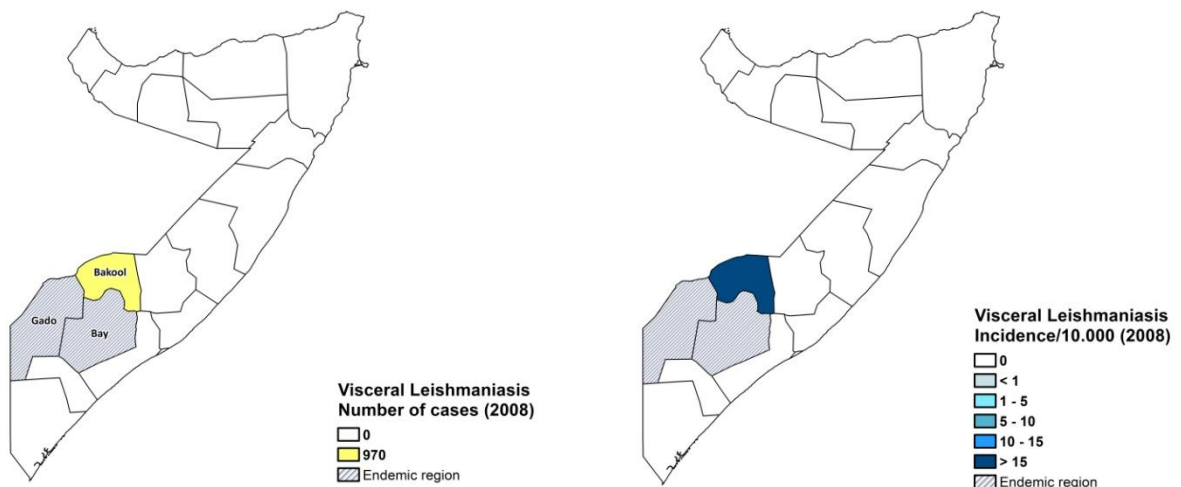 Bakool
Gado
Bay
Visceral Leishmaniasis
Number of cases (2008)
0
970
Endemic region
Visceral Leishmaniasis
Incidence/10.000 (2008)
0
< 1
1 - 5
5 - 10
10 - 15
> 15
Endemic region